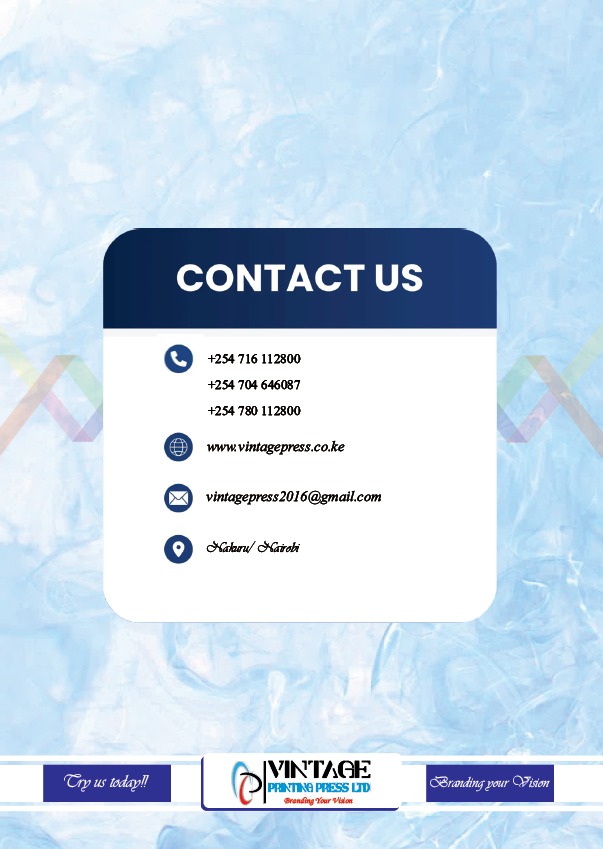 CONTACT US
+254 716 112800
+254 704 646087
+254 780 112800
www.vintagepress.co.ke
vintagepress2016@gmail.com
Nakuru/ Nairobi
Try us today!!
VINTAGE
PRINTING PRESS LTD
Branding Your Vision
Branding your Vision